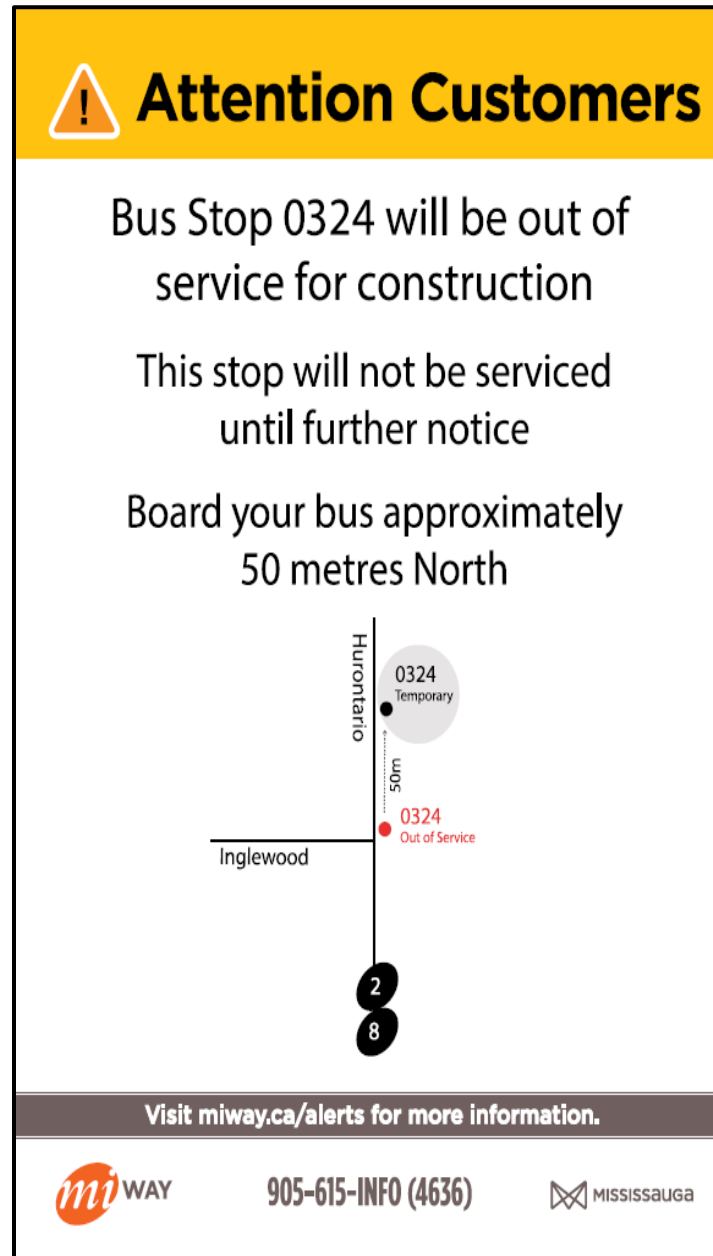 ! Attention Customers
Bus Stop 0324 will be out of
service for construction
This stop will not be serviced
until further notice
Board your bus approximately
50 metres North
Hurontario
0324
Temporary
50m
0324
Out of Service
Inglewood
2
8
Visit miway.ca/alerts for more information.
mi WAY
905-615-INFO (4636)
MISSISSauGa